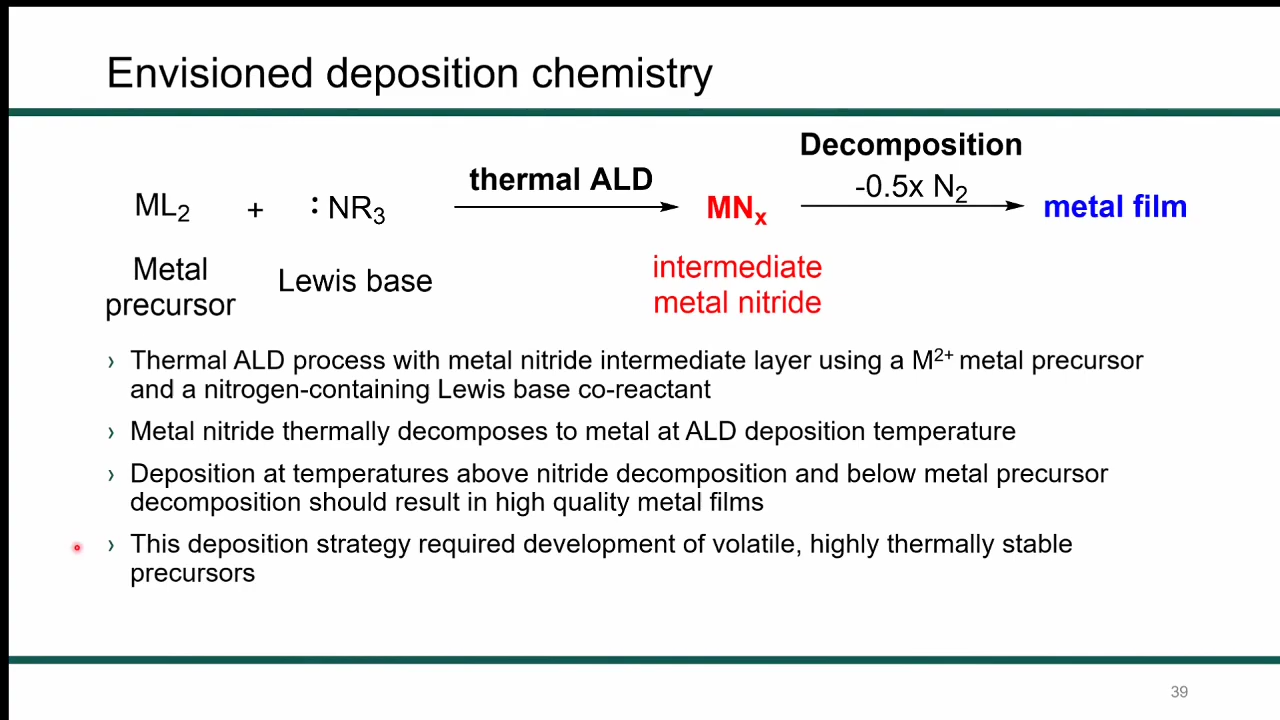 Envisioned deposition chemistry
Decomposition
thermal ALD
-0.5x N₂
ML₂ + :NR₃ MNₓ metal film
Metal
precursor
Lewis base
intermediate
metal nitride
› Thermal ALD process with metal nitride intermediate layer using a M²⁺ metal precursor
and a nitrogen-containing Lewis base co-reactant
› Metal nitride thermally decomposes to metal at ALD deposition temperature
› Deposition at temperatures above nitride decomposition and below metal precursor
decomposition should result in high quality metal films
› This deposition strategy required development of volatile, highly thermally stable
precursors
39